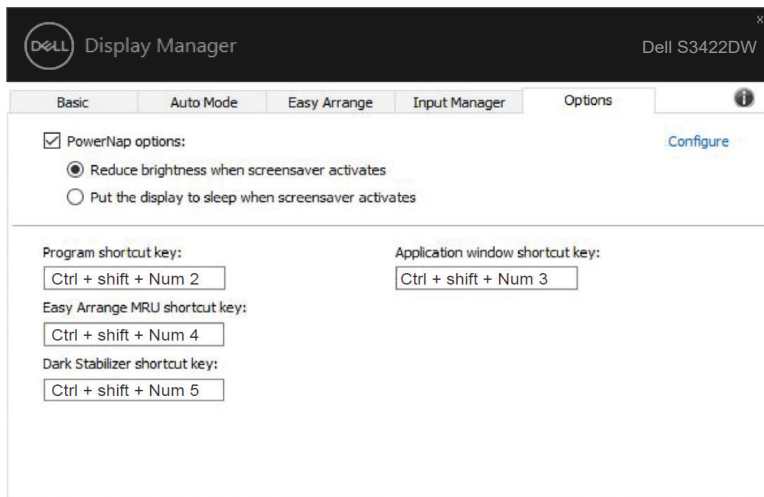 x
DELL Display Manager
Dell S3422DW
Basic Auto Mode Easy Arrange Input Manager Options
PowerNap options: Configure
Reduce brightness when screensaver activates
Put the display to sleep when screensaver activates
Program shortcut key: Application window shortcut key:
Ctrl + shift + Num 2 Ctrl + shift + Num 3
Easy Arrange MRU shortcut key:
Ctrl + shift + Num 4
Dark Stabilizer shortcut key:
Ctrl + shift + Num 5